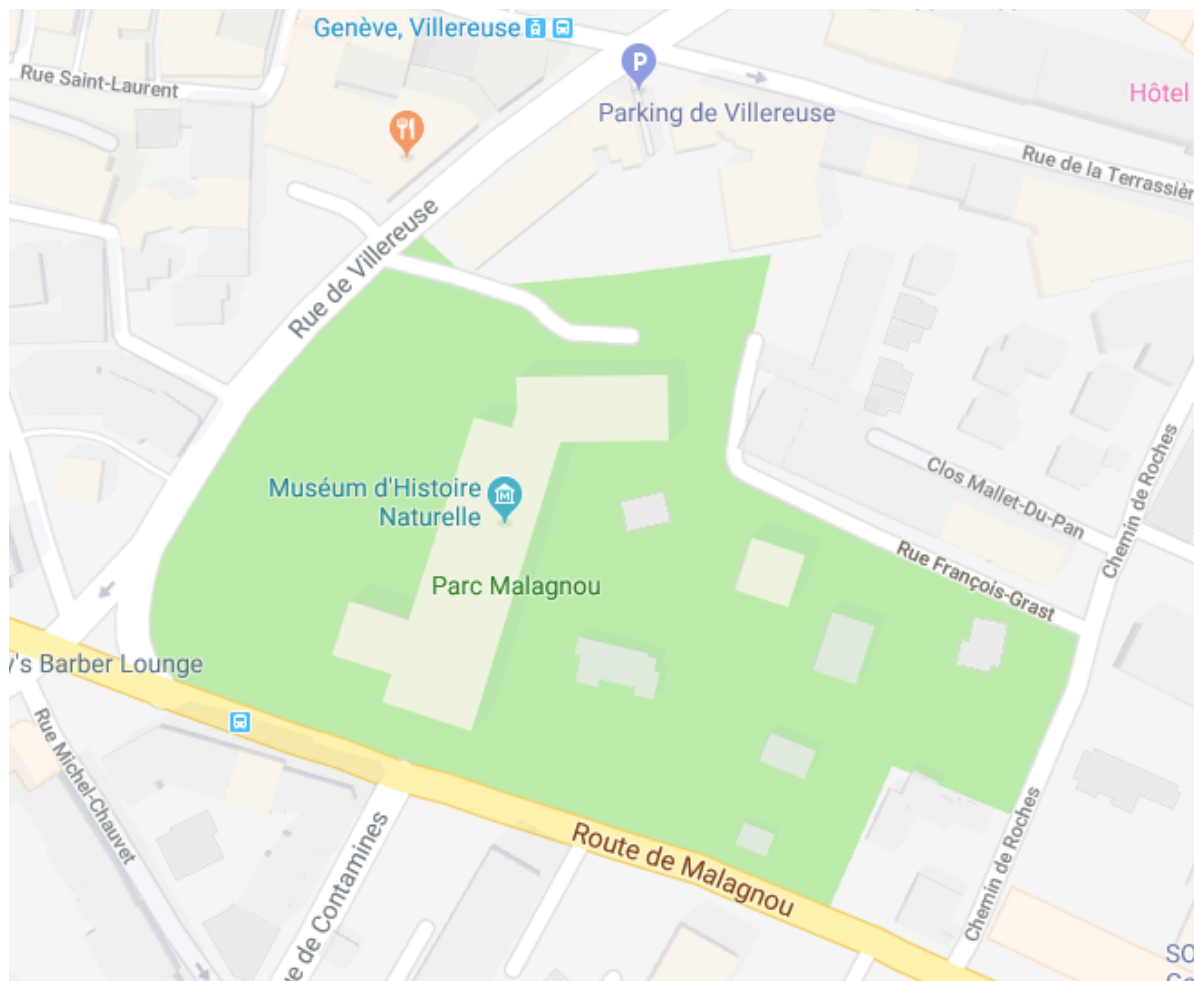 Genève, Villereuse
Rue Saint-Laurent
P
Parking de Villereuse
Hôtel
Rue de la Terrassièr
Rue de Villereuse
Clos Mallet-Du-Pan
Chemin de Roches
Muséum d'Histoire
Naturelle
M
Rue François-Grast
Parc Malagnou
y's Barber Lounge
Rue Michel-Chauvet
Route de Malagnou
e de Contamines
Chemin de Roches
SO